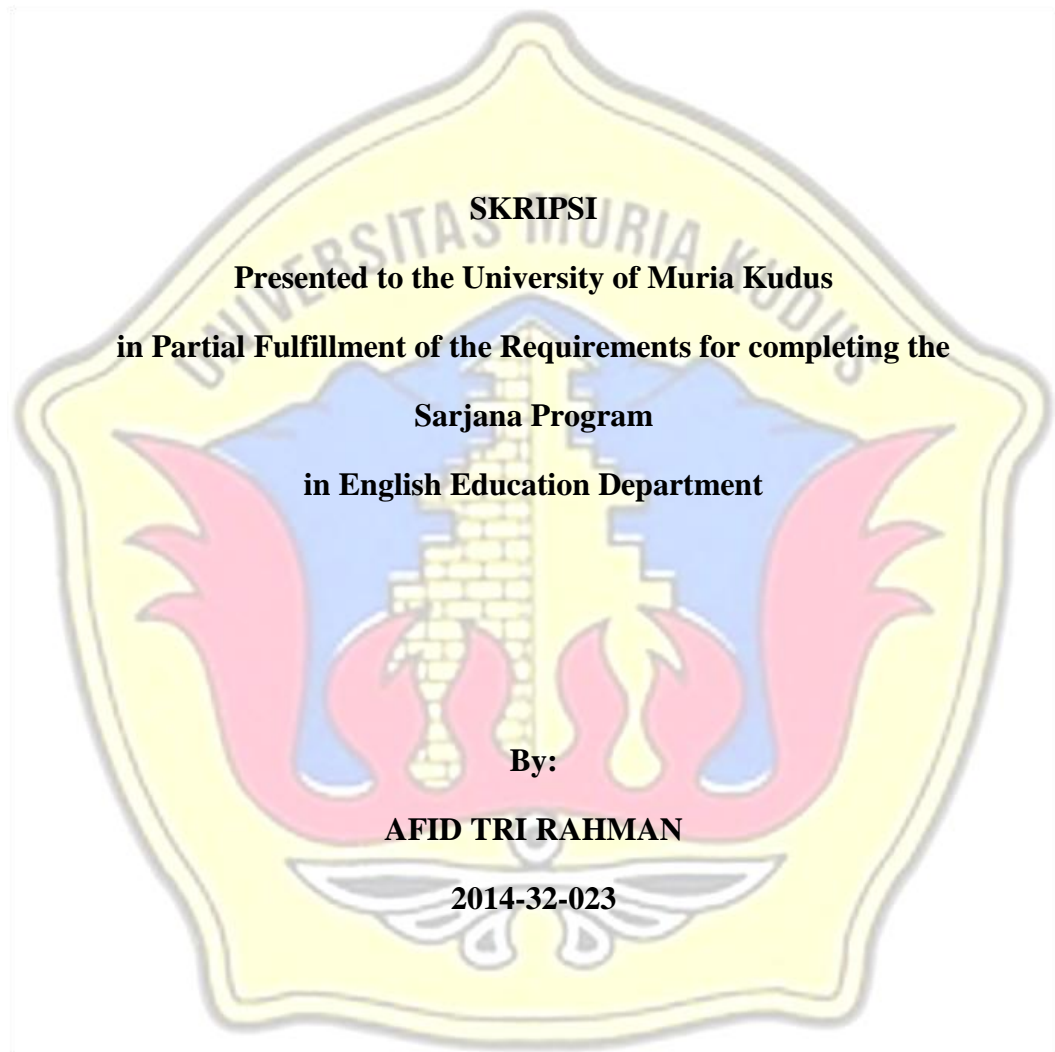 SKRIPSI
UNIVERSITAS MURIA KUDUS
Presented to the University of Muria Kudus
in Partial Fulfillment of the Requirements for completing the
Sarjana Program
in English Education Department
By:
AFID TRI RAHMAN
2014-32-023